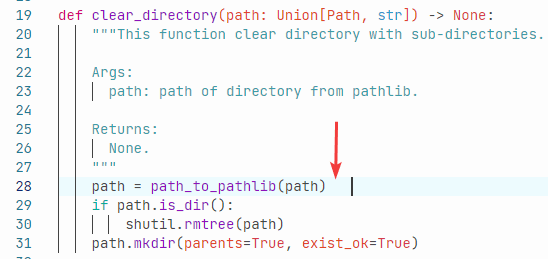 19 def clear_directory(path: Union[Path, str]) -> None:
20 """This function clear directory with sub-directories.
21
22 Args:
23 path: path of directory from pathlib.
24
25 Returns:
26 None.
27 """
28 path = path_to_pathlib(path)
29 if path.is_dir():
30 shutil.rmtree(path)
31 path.mkdir(parents=True, exist_ok=True)